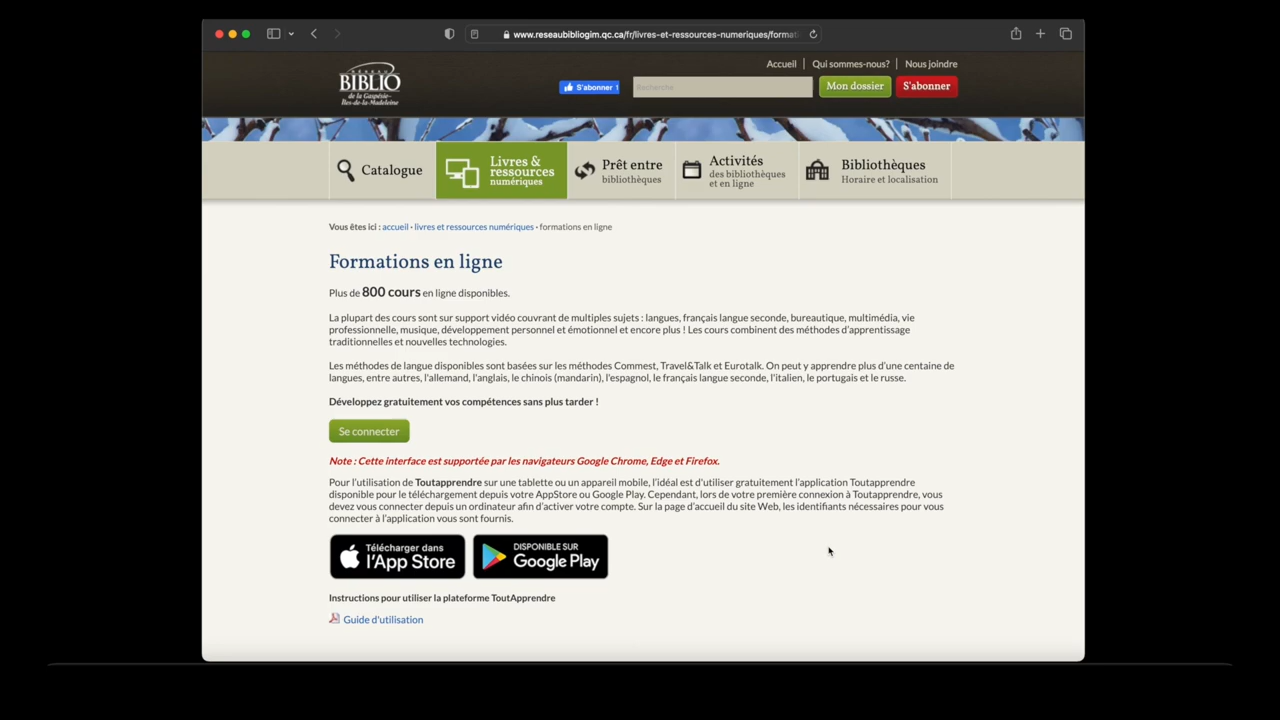 www.reseaubibliogim.qc.ca/fr/livres-et-ressources-numeriques/formati
Accueil | Qui sommes-nous? | Nous joindre
RÉSEAU
BIBLIO
de la Gaspésie-
Îles-de-la-Madeleine
S'abonner 1
Recherche
Mon dossier
S'abonner
Catalogue
Livres &
ressources
numériques
Prêt entre
bibliothèques
Activités
des bibliothèques
et en ligne
Bibliothèques
Horaire et localisation
Vous êtes ici : accueil · livres et ressources numériques · formations en ligne
Formations en ligne
Plus de 800 cours en ligne disponibles.
La plupart des cours sont sur support vidéo couvrant de multiples sujets : langues, français langue seconde, bureautique, multimédia, vie
professionnelle, musique, développement personnel et émotionnel et encore plus ! Les cours combinent des méthodes d'apprentissage
traditionnelles et nouvelles technologies.
Les méthodes de langue disponibles sont basées sur les méthodes Commest, Travel&Talk et Eurotalk. On peut y apprendre plus d'une centaine de
langues, entre autres, l'allemand, l'anglais, le chinois (mandarin), l'espagnol, le français langue seconde, l'italien, le portugais et le russe.
Développez gratuitement vos compétences sans plus tarder !
Se connecter
Note : Cette interface est supportée par les navigateurs Google Chrome, Edge et Firefox.
Pour l'utilisation de Toutapprendre sur une tablette ou un appareil mobile, l'idéal est d'utiliser gratuitement l'application Toutapprendre
disponible pour le téléchargement depuis votre AppStore ou Google Play. Cependant, lors de votre première connexion à Toutapprendre, vous
devez vous connecter depuis un ordinateur afin d'activer votre compte. Sur la page d'accueil du site Web, les identifiants nécessaires pour vous
connecter à l'application vous sont fournis.
Télécharger dans
l'App Store
DISPONIBLE SUR
Google Play
Instructions pour utiliser la plateforme ToutApprendre
Guide d'utilisation